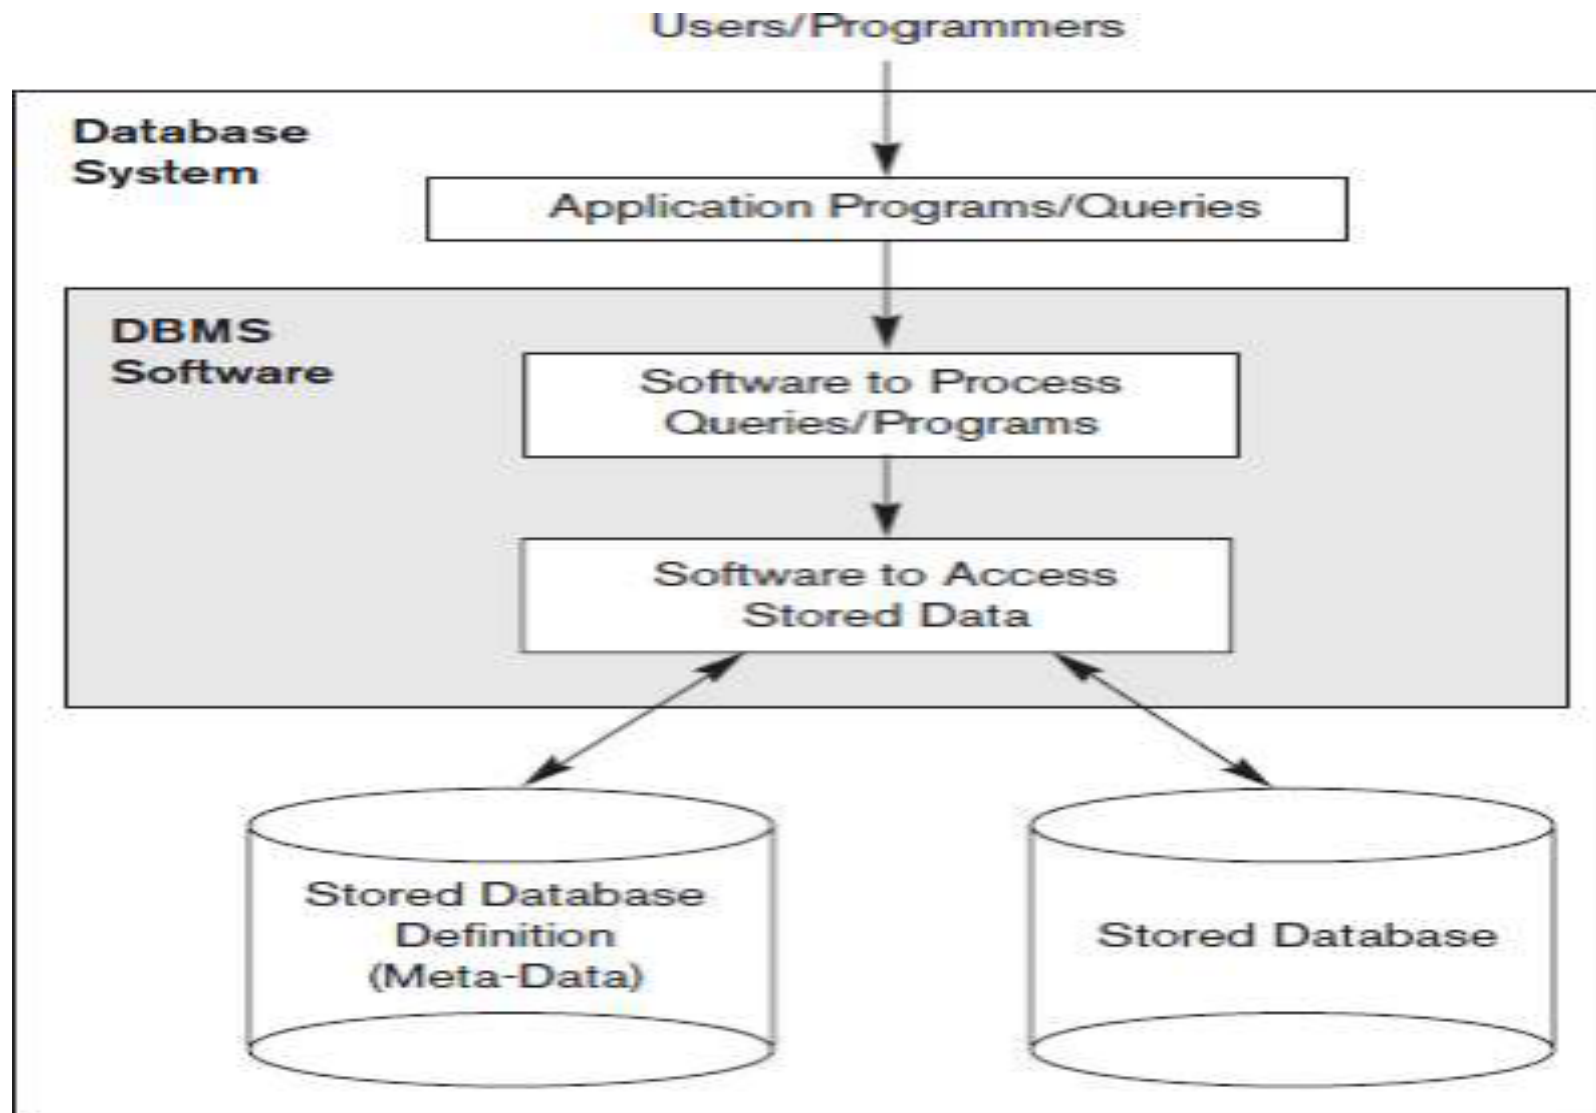 Users/Programmers
Database
System
Application Programs/Queries
DBMS
Software
Software to Process
Queries/Programs
Software to Access
Stored Data
Stored Database
Definition
(Meta-Data)
Stored Database